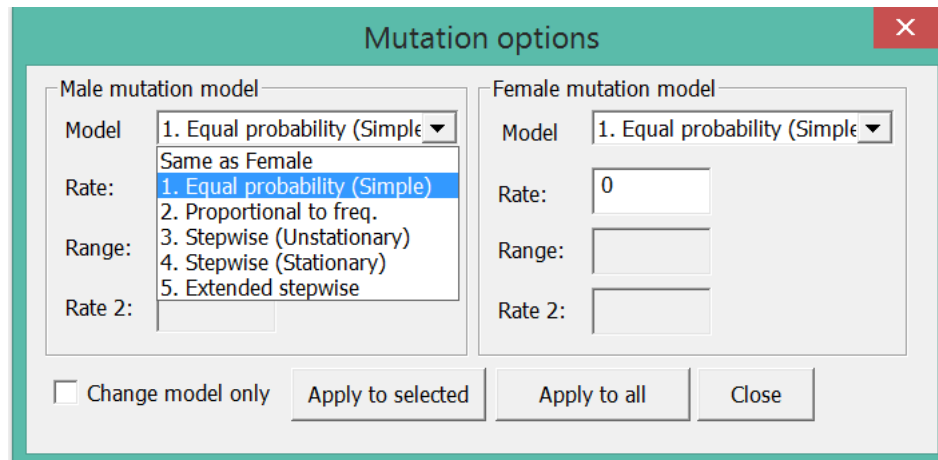 Mutation options
Male mutation model
Model
1. Equal probability (Simple
Same as Female
1. Equal probability (Simple)
2. Proportional to freq.
3. Stepwise (Unstationary)
4. Stepwise (Stationary)
5. Extended stepwise
Rate:
Range:
Rate 2:
Female mutation model
Model
1. Equal probability (Simple
Rate:
0
Range:
Rate 2:
Change model only
Apply to selected
Apply to all
Close